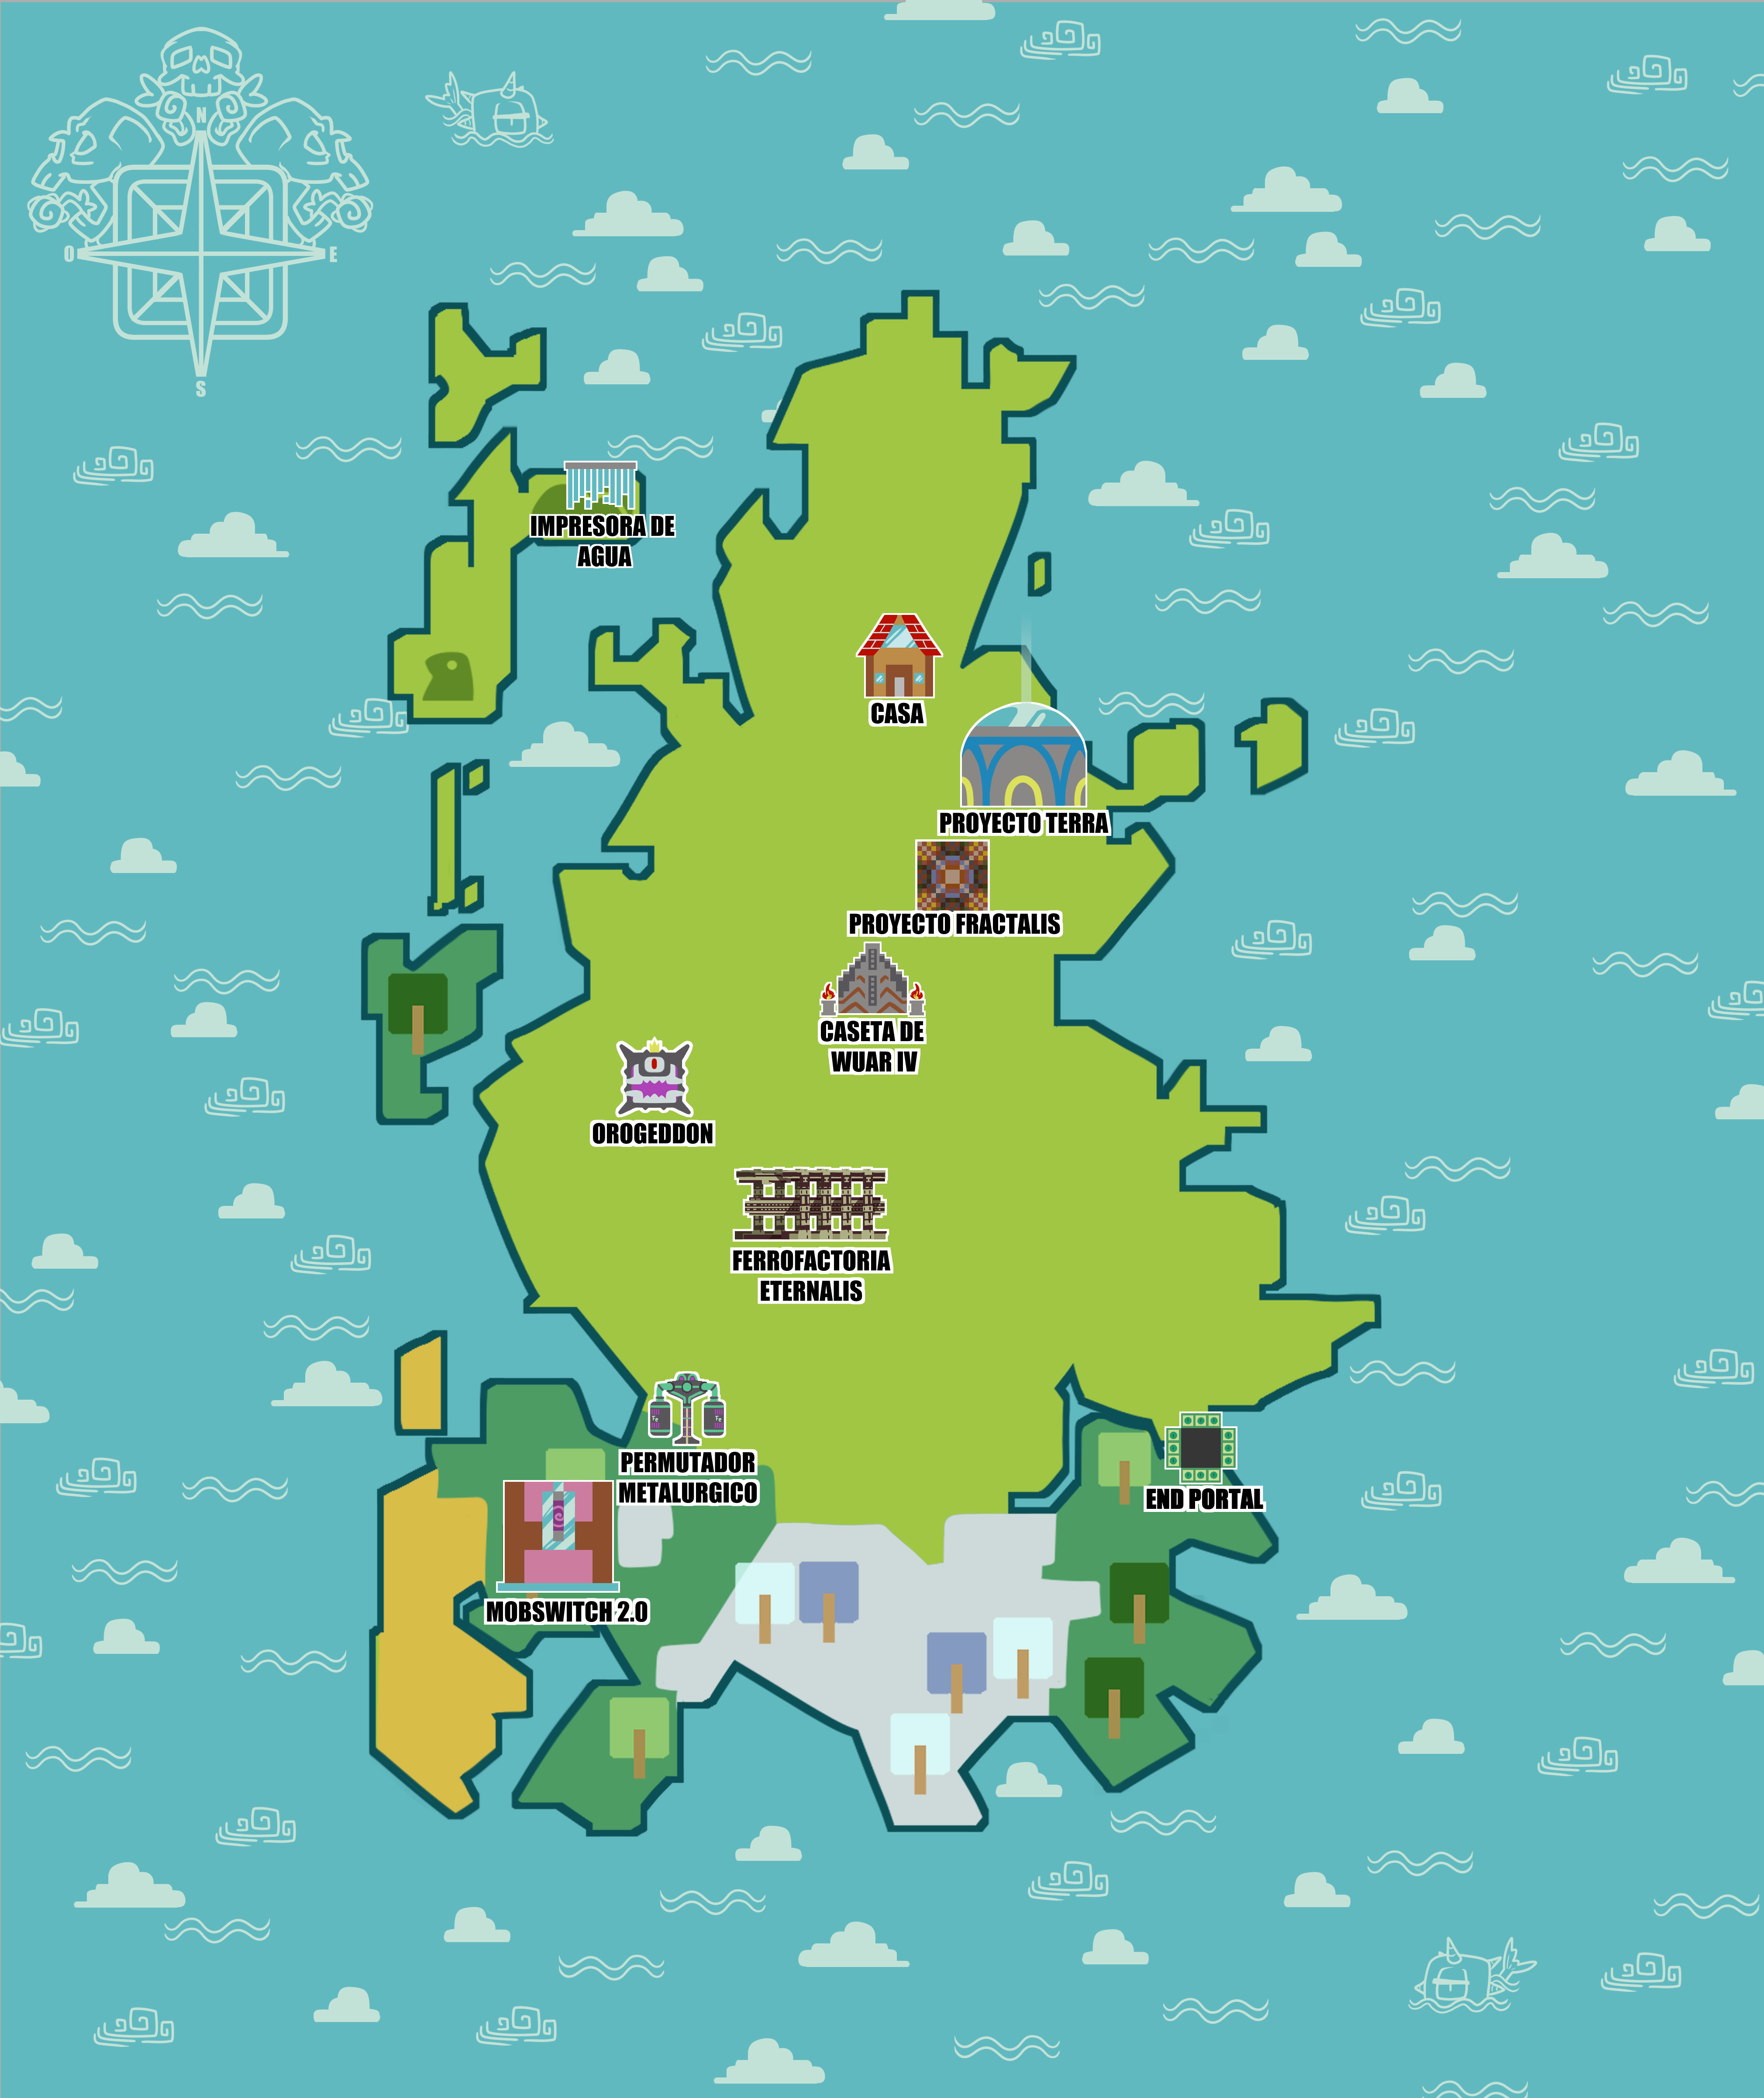 N
O
E
S
IMPRESORA DE
AGUA
CASA
PROYECTO TERRA
PROYECTO FRACTALIS
CASETA DE
WUAR IV
OROGEDDON
FERROFACTORIA
ETERNALIS
PERMUTADOR
METALURGICO
END PORTAL
MOBSWITCH 2.0